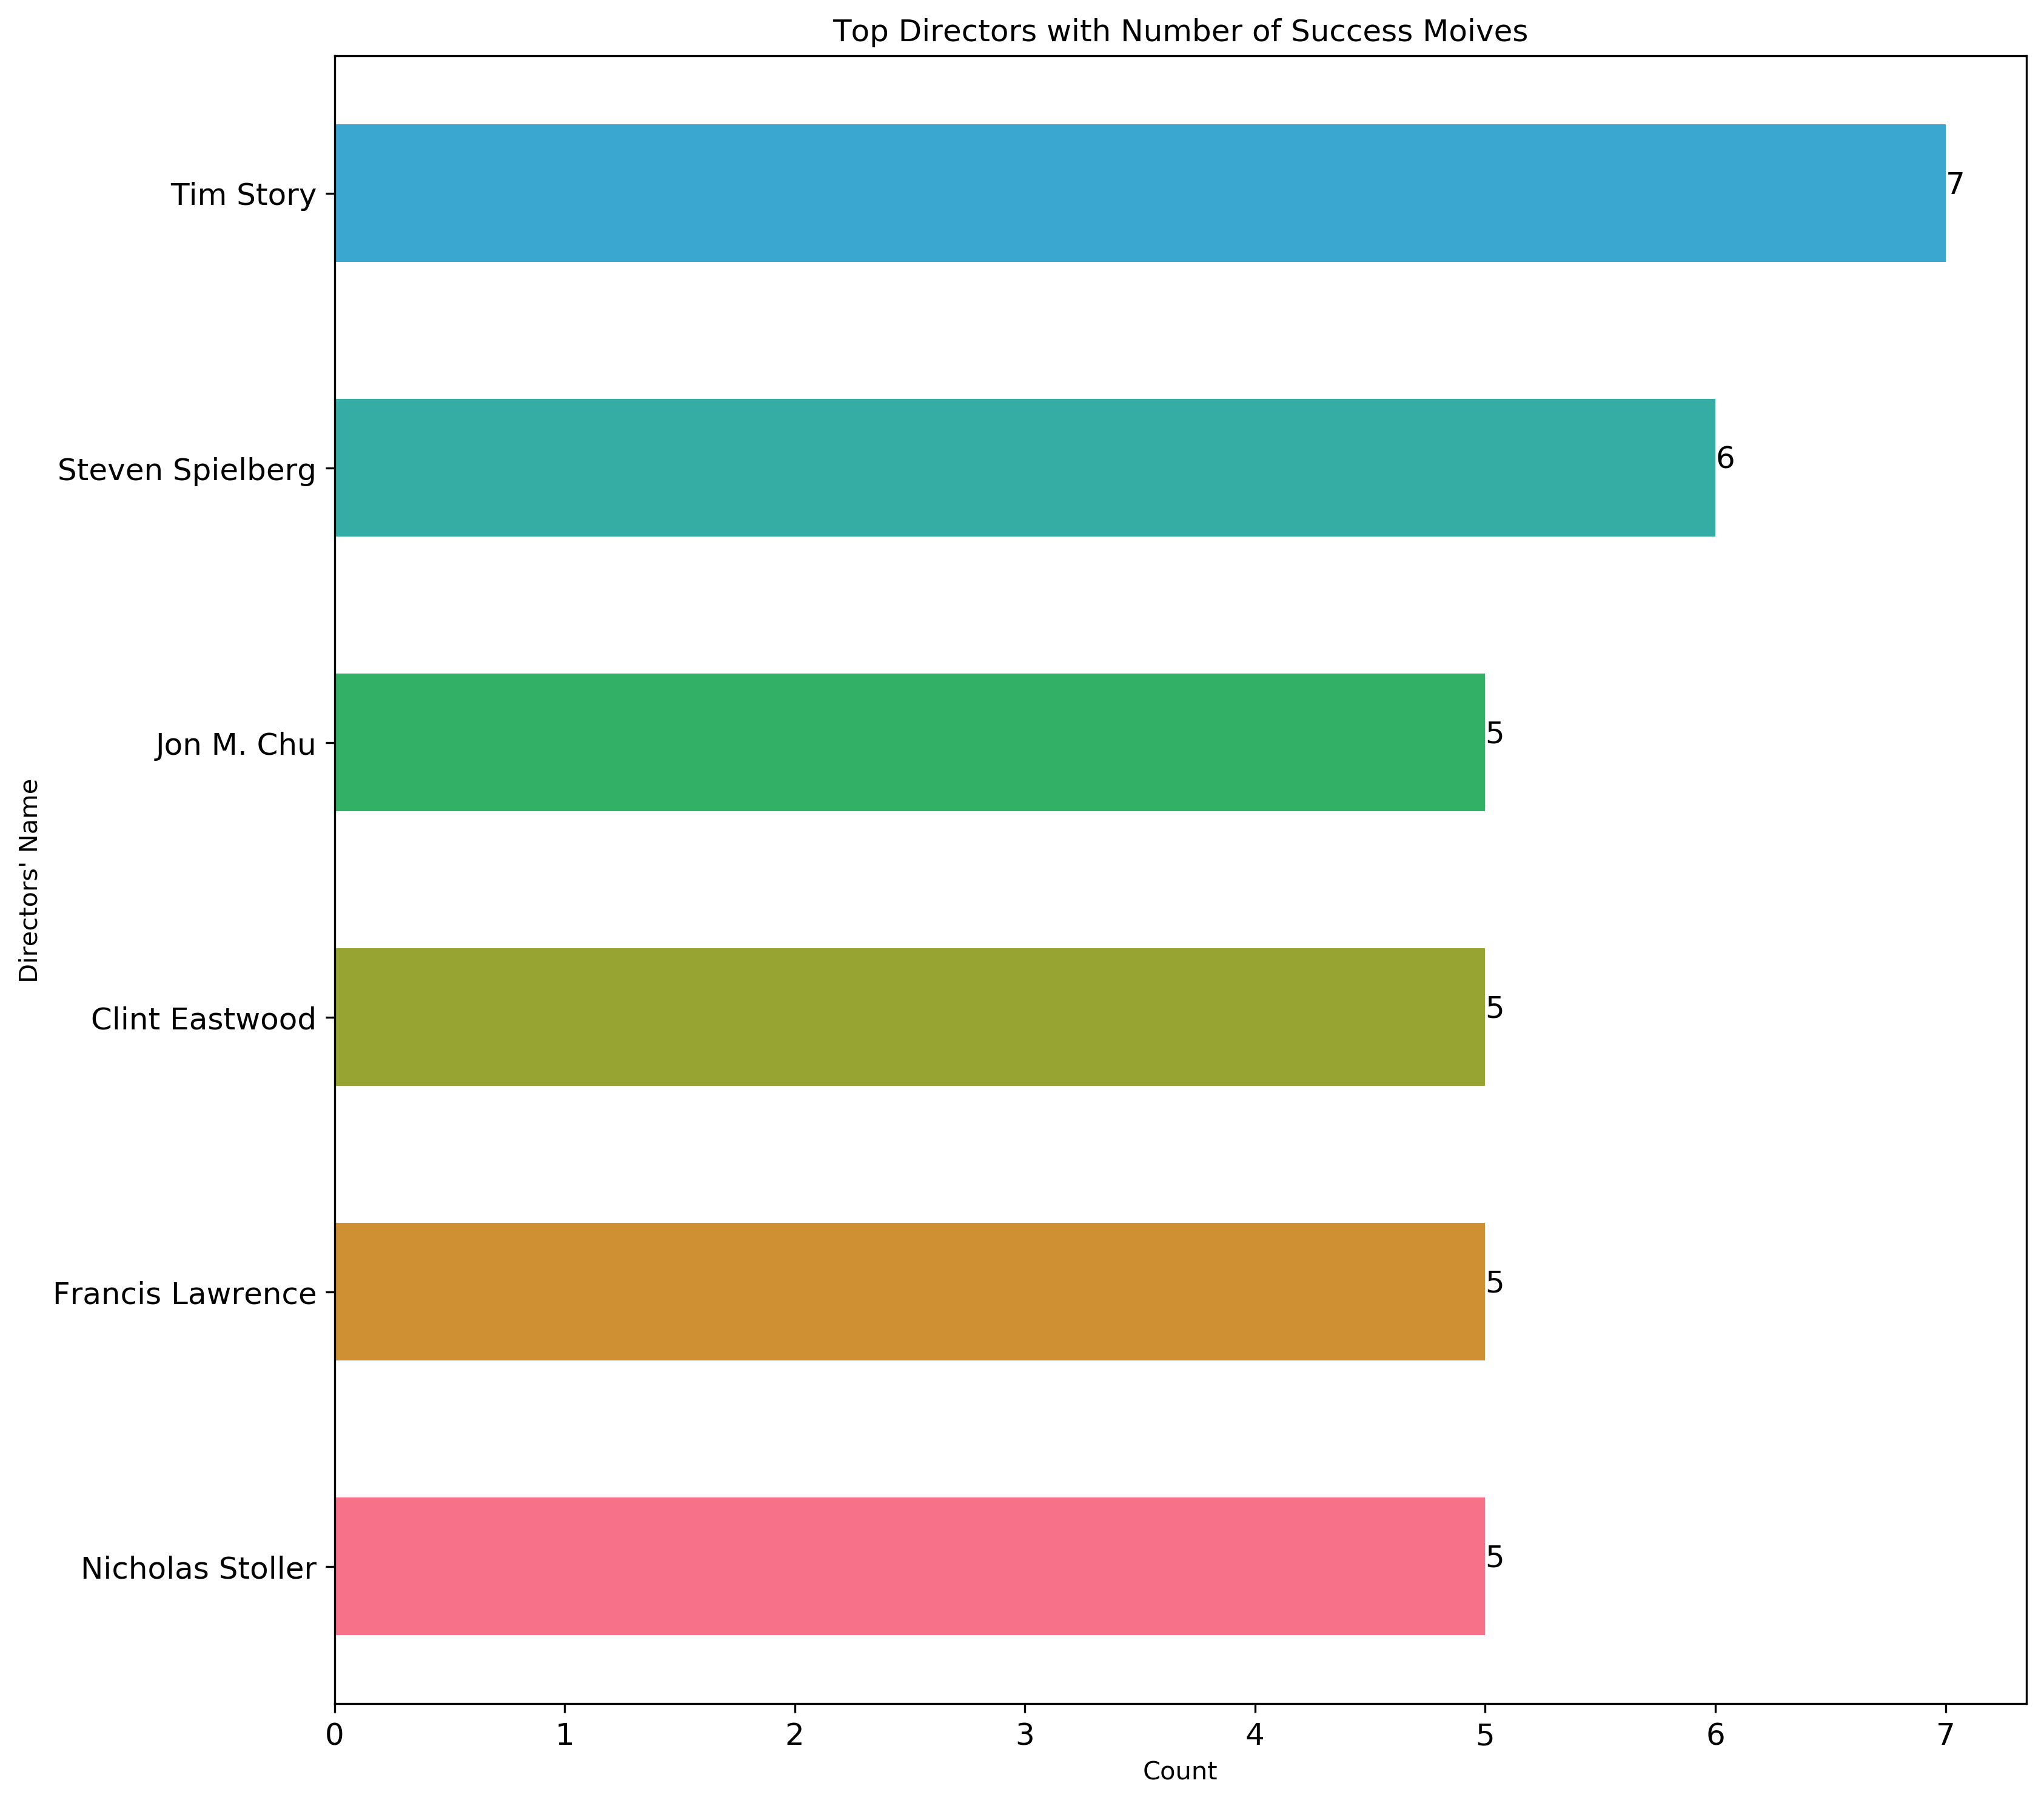 Top Directors with Number of Success Moives
Directors' Name
Tim Story
7
Steven Spielberg
6
Jon M. Chu
5
Clint Eastwood
5
Francis Lawrence
5
Nicholas Stoller
5
0 1 2 3 4 5 6 7
Count